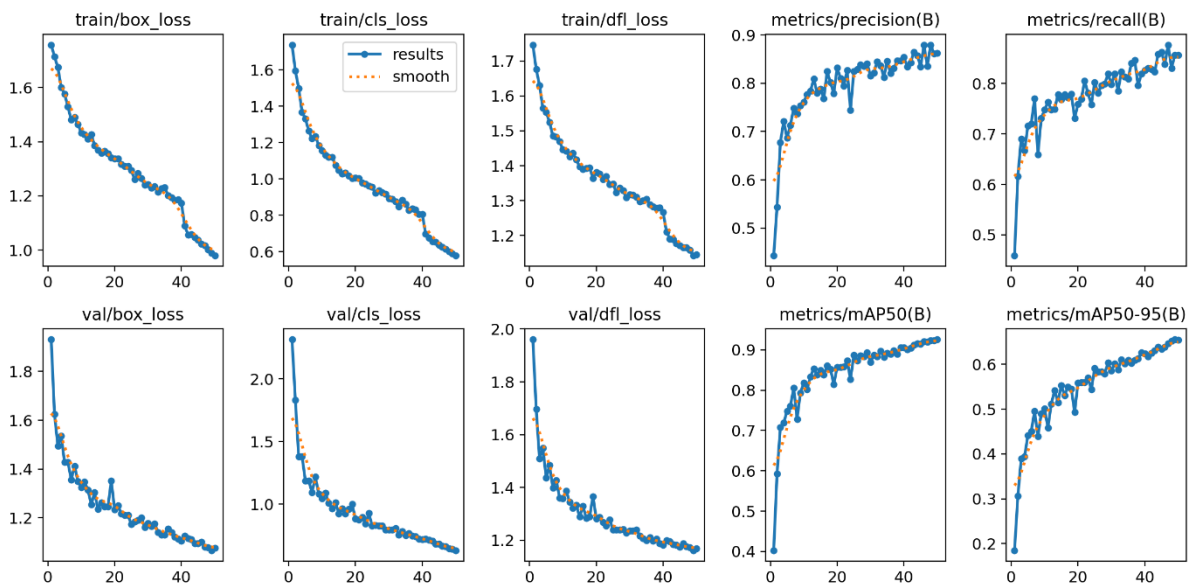 train/box_loss
train/cls_loss
train/dfl_loss
metrics/precision(B)
metrics/recall(B)
results
smooth
1.6
1.4
1.2
1.0
0 20 40
1.6
1.4
1.2
1.0
0.8
0.6
0 20 40
1.7
1.6
1.5
1.4
1.3
1.2
0 20 40
0.9
0.8
0.7
0.6
0.5
0 20 40
0.8
0.7
0.6
0.5
0 20 40
val/box_loss
val/cls_loss
val/dfl_loss
metrics/mAP50(B)
metrics/mAP50-95(B)
1.8
1.6
1.4
1.2
0 20 40
2.0
1.5
1.0
0 20 40
2.0
1.8
1.6
1.4
1.2
0 20 40
0.9
0.8
0.7
0.6
0.5
0.4
0 20 40
0.6
0.5
0.4
0.3
0.2
0 20 40